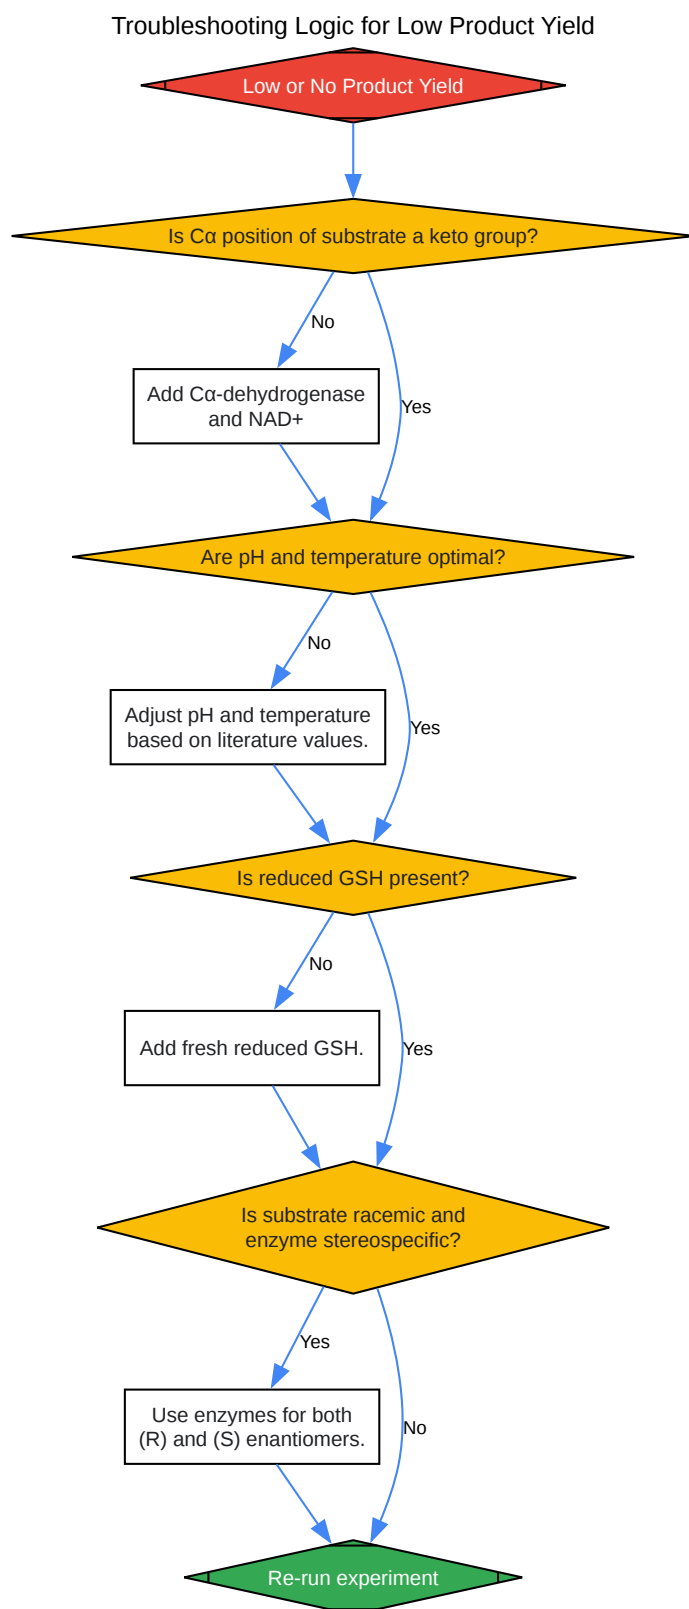 Troubleshooting Logic for Low Product Yield
Low or No Product Yield
Is Cα position of substrate a keto group?
No
Add Cα-dehydrogenase
and NAD+
Yes
Are pH and temperature optimal?
No
Adjust pH and temperature
based on literature values.
Yes
Is reduced GSH present?
No
Add fresh reduced GSH.
Yes
Is substrate racemic and
enzyme stereospecific?
Yes
Use enzymes for both
(R) and (S) enantiomers.
No
Re-run experiment